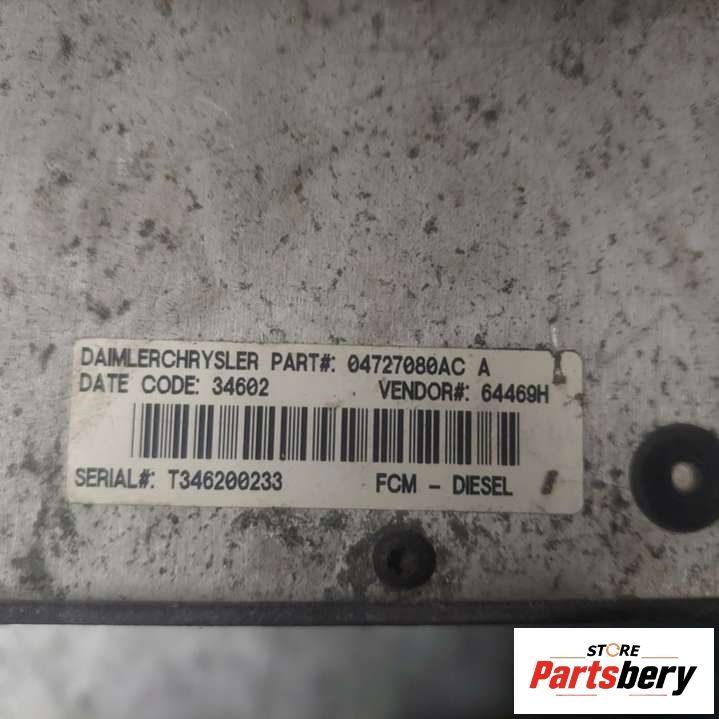 DAIMLERCHRYSLER PART#: 04727080AC A
DATE CODE: 34602 VENDOR#: 64469H
SERIAL#: T346200233 FCM - DIESEL
STORE
Partsbery